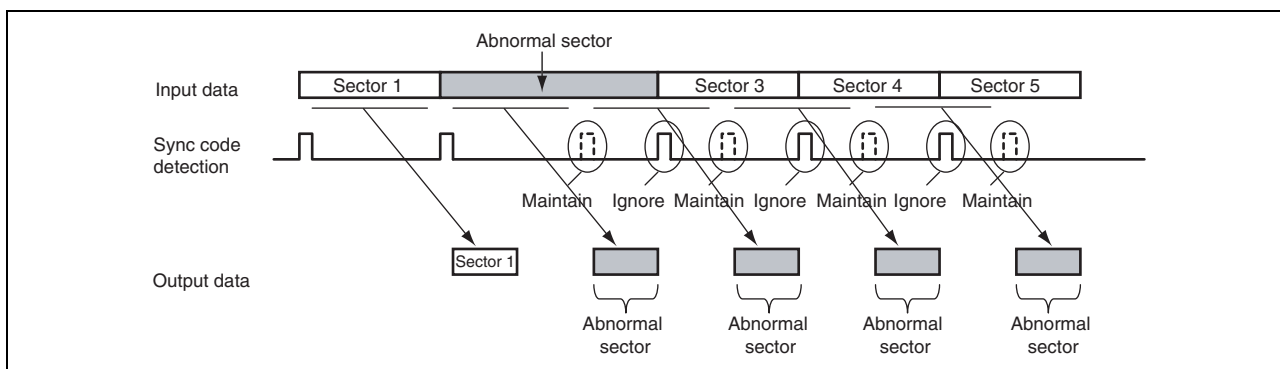 Abnormal sector
Input data
Sector 1
Sector 3
Sector 4
Sector 5
Sync code
detection
Maintain
Ignore
Maintain
Ignore
Maintain
Ignore
Maintain
Output data
Sector 1
Abnormal
sector
Abnormal
sector
Abnormal
sector
Abnormal
sector